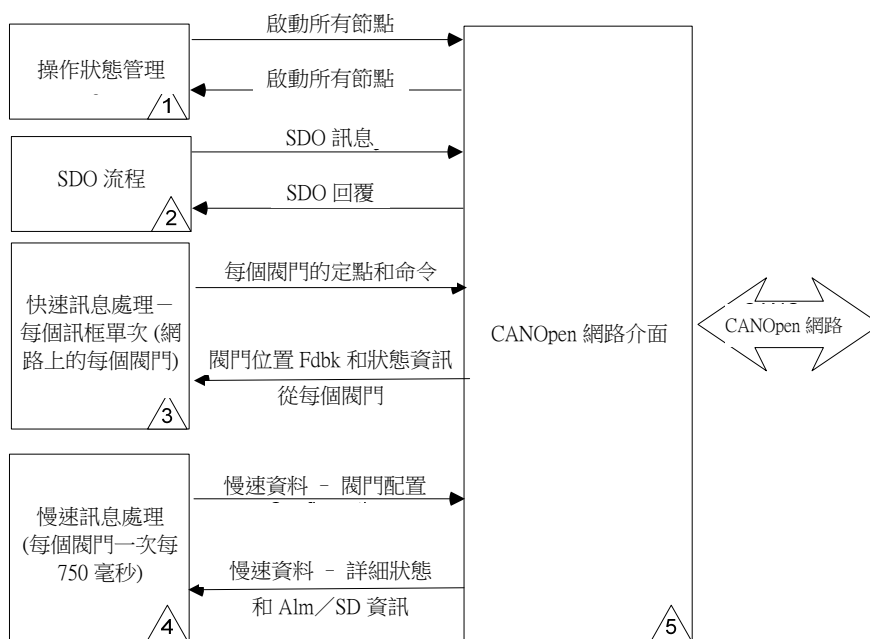 啟動所有節點
操作狀態管理
啟動所有節點
1
SDO 訊息
SDO 流程
SDO 回覆
2
每個閥門的定點和命令
快速訊息處理－
每個訊框單次 (網
路上的每個閥門)
閥門位置 Fdbk 和狀態資訊
從每個閥門
3
慢速資料 － 閥門配置
慢速訊息處理
(每個閥門一次每
750 毫秒)
慢速資料 － 詳細狀態
和 Alm／SD 資訊
4
CANOpen 網路介面
5
CANOpen 網路